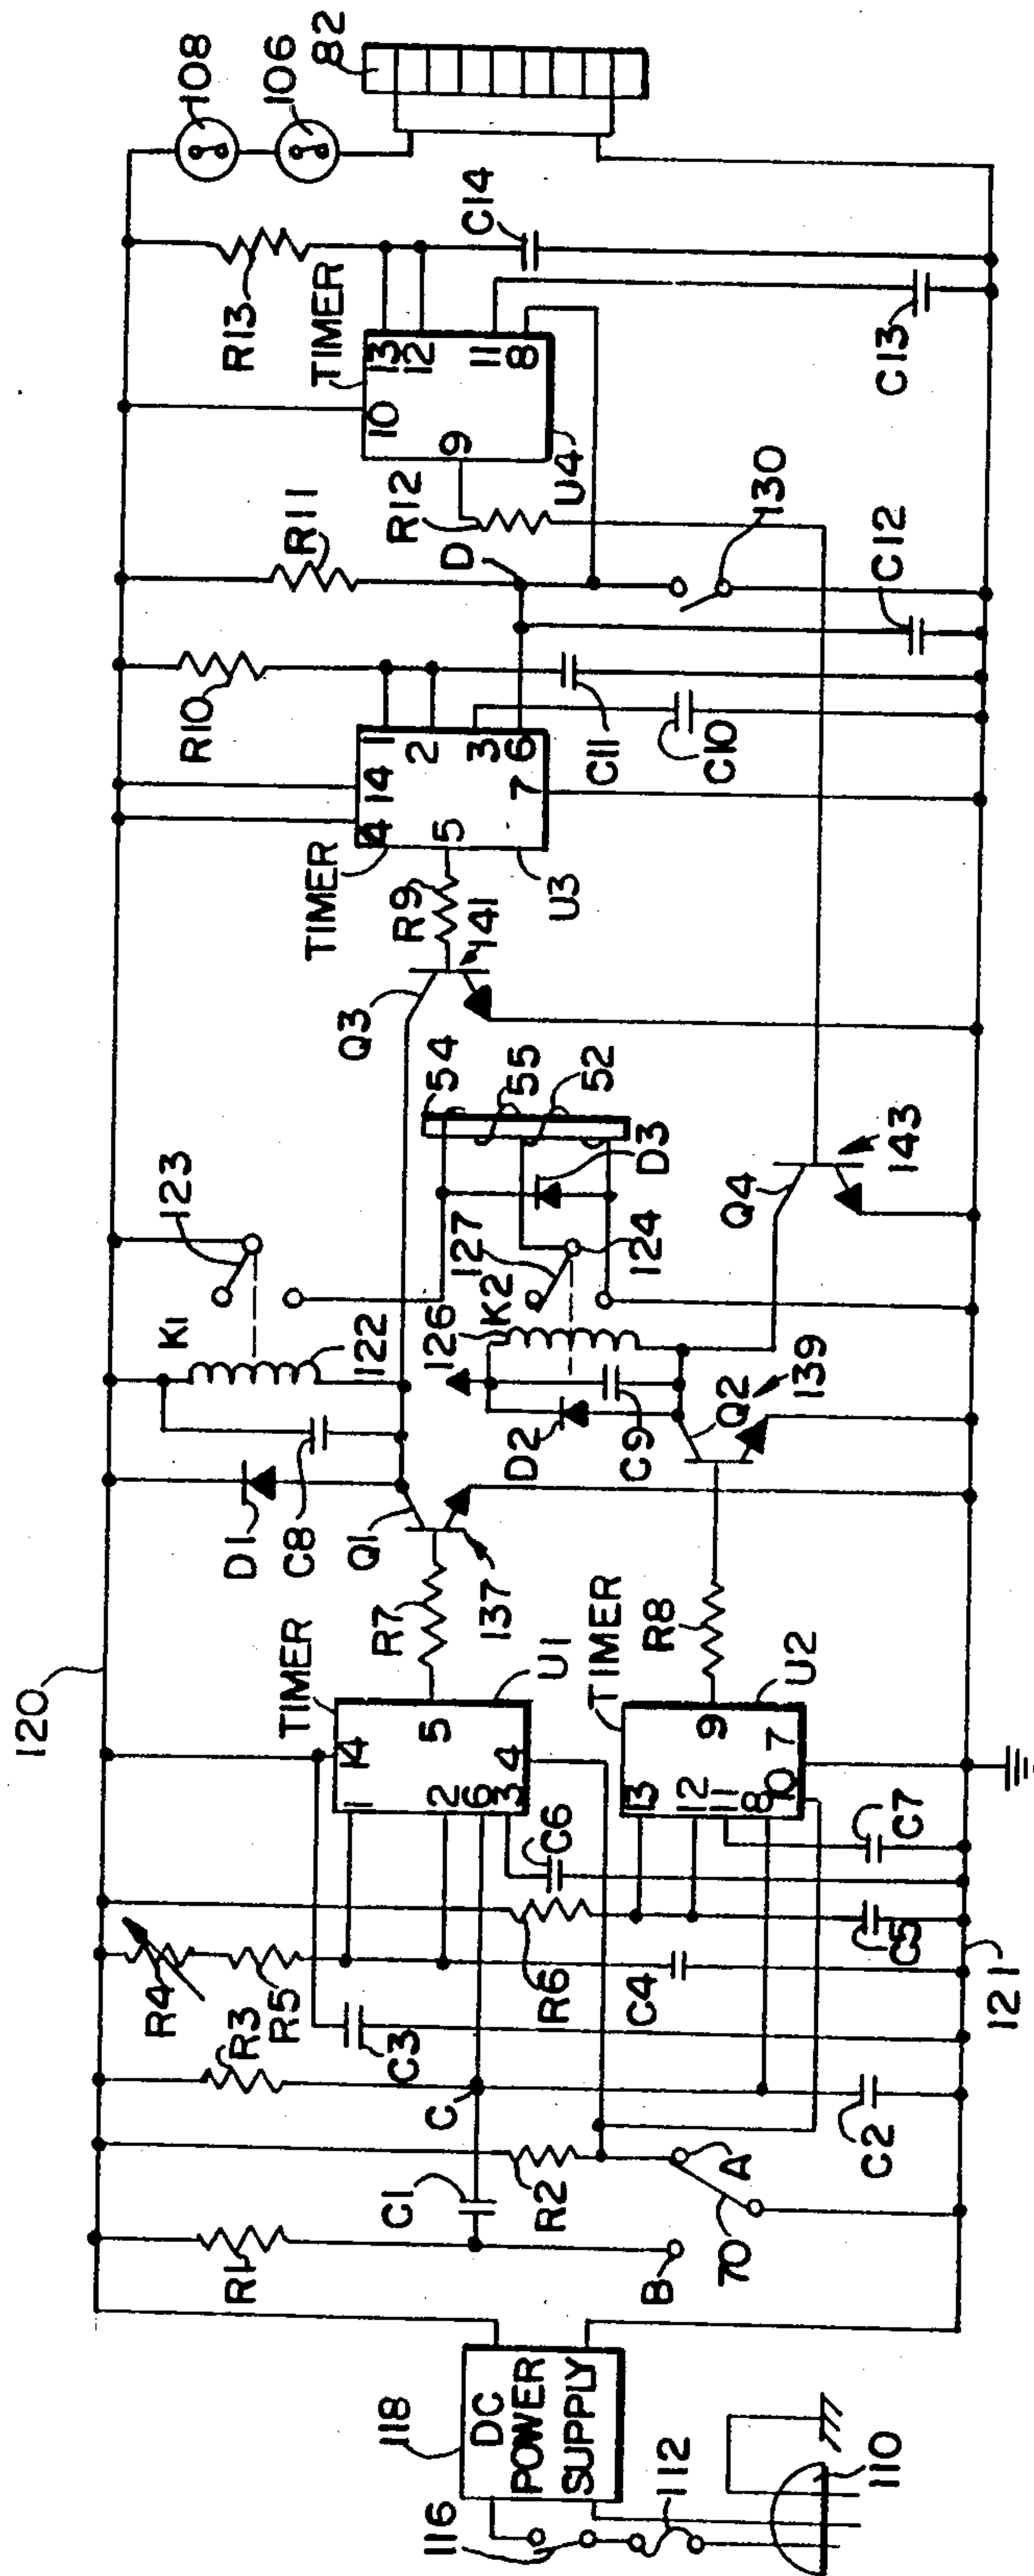 120
118
DC
POWER
SUPPLY
116
112
110
R1
C1
B
70
A
R2
C
R3
C2
C3
R4
R5
C4
R6
C5
121
C6
C7
TIMER
14
1
2
6
3
4
5
U1
TIMER
13
12
11
8
10
7
9
U2
R7
R8
D1
C8
Q1
137
K1
122
123
126
K2
127
124
D2
C9
Q2
139
54
55
52
D3
Q3
141
R9
Q4
143
TIMER
4
14
1
2
3
6
7
5
U3
R10
C11
C10
R11
D
C12
130
R12
TIMER
10
13
12
11
8
9
U4
R13
C14
C13
108
106
82